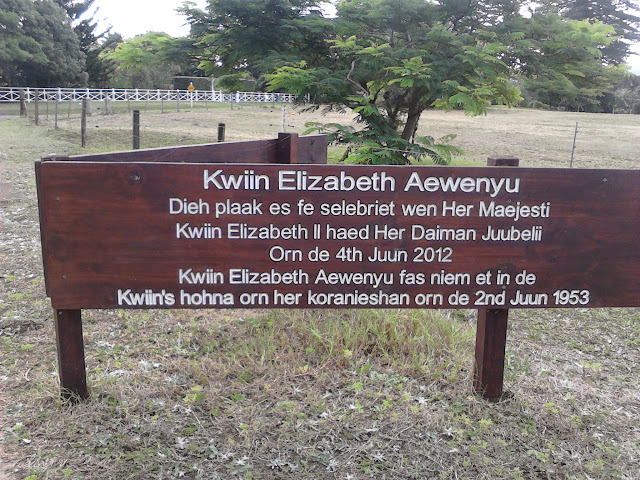 Kwiin Elizabeth Aewenyu
Dieh plaak es fe selebriet wen Her Maejesti
Kwiin Elizabeth II haed Her Daiman Juubelii
Orn de 4th Juun 2012
Kwiin Elizabeth Aewenyu fas niem et in de
Kwiin's hohna orn her koranieshan orn de 2nd Juun 1953